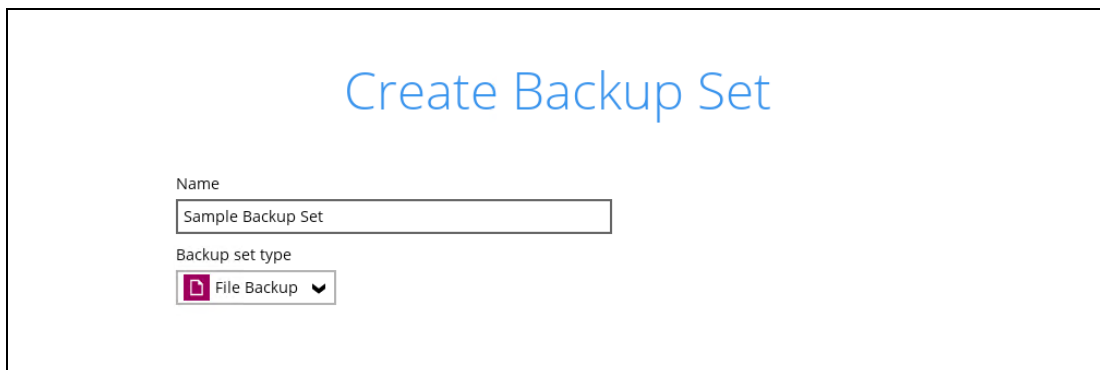 Create Backup Set
Name
Sample Backup Set
Backup set type
File Backup